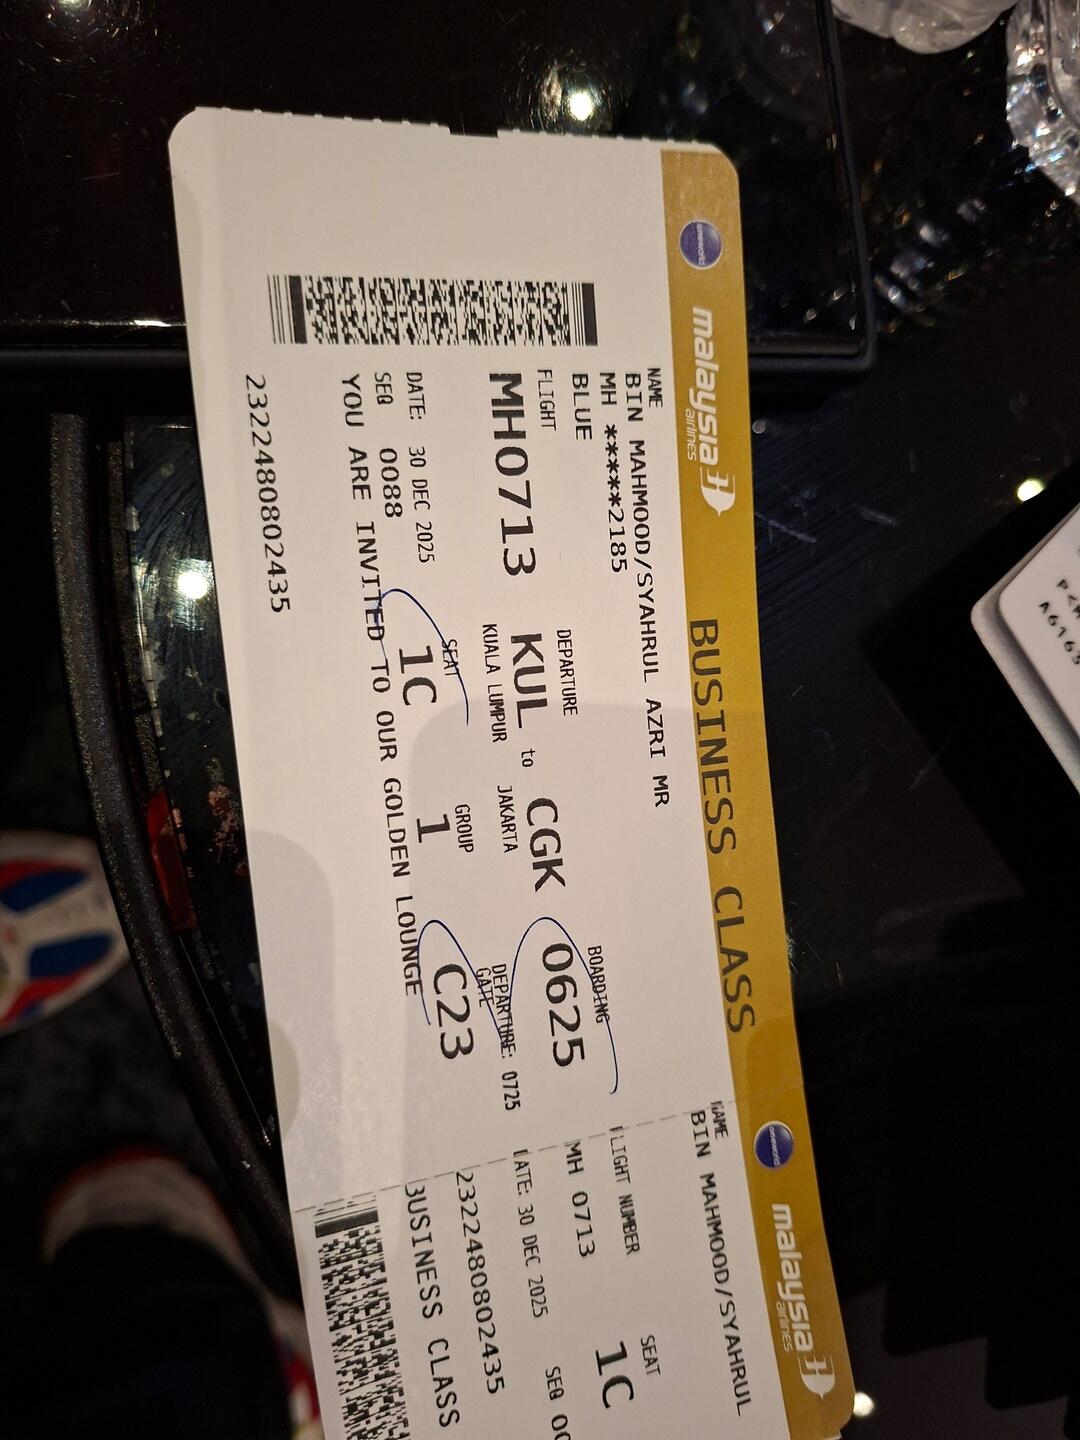 oneworld
malaysia
airlines
BUSINESS CLASS
NAME
BIN MAHMOOD/SYAHRUL AZRI MR
MH *****2185
BLUE
FLIGHT DEPARTURE BOARDING
MH0713 KUL to CGK 0625
KUALA LUMPUR JAKARTA
DEPARTURE: 0725
DATE: 30 DEC 2025 SEAT GROUP GATE
SEQ 0088 1C 1 C23
YOU ARE INVITED TO OUR GOLDEN LOUNGE
2322480802435
oneworld
malaysia
airlines
NAME
BIN MAHMOOD/SYAHRUL
FLIGHT NUMBER SEAT
MH 0713 1C
DATE: 30 DEC 2025 SEQ
2322480802435
BUSINESS CLASS